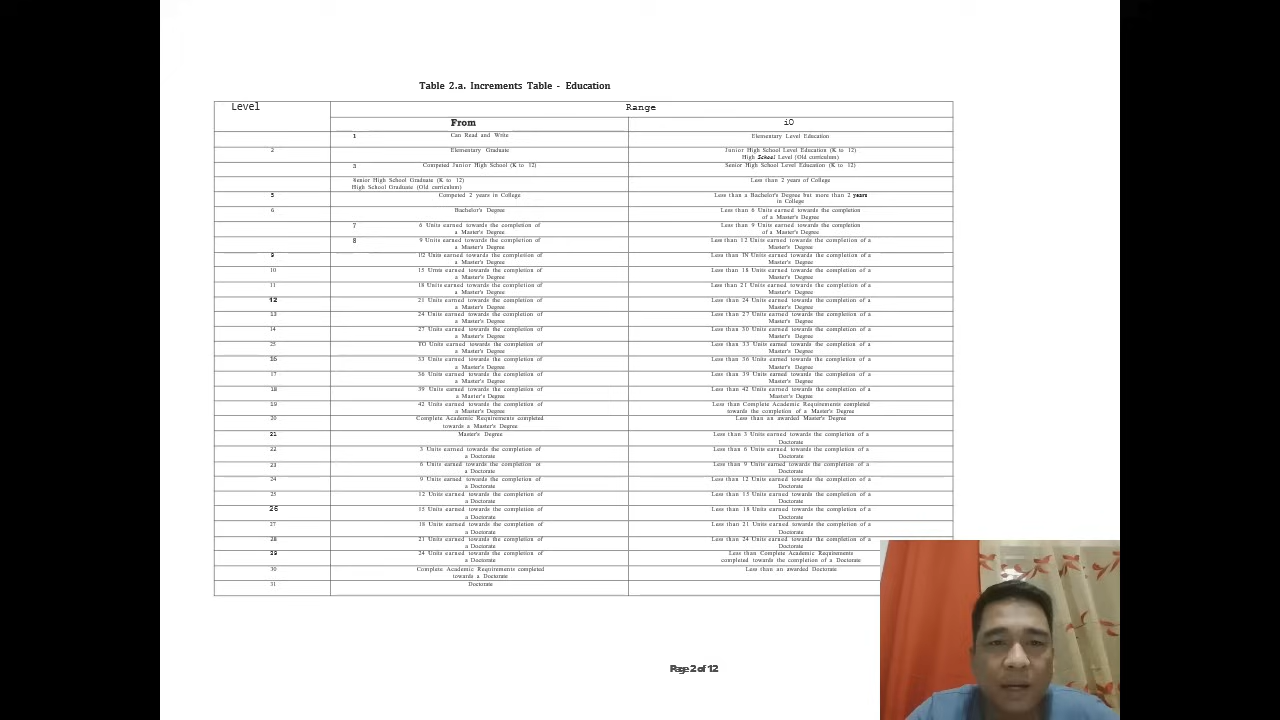 Table 2.a. Increments Table - Education
Level Range
From iO
1 Can Read and Write Elementary Level Education
2 Elementary Graduate Junior High School Level Education (K to 12)
High School Level (Old curriculum)
3 Competed Junior High School (K to 12) Senior High School Level Education (K to 12)
Senior High School Graduate (K to 12) Less than 2 years of College
High School Graduate (Old curriculum)
5 Competed 2 years in College Less than a Bachelor's Degree but more than 2 years
in College
6 Bachelor's Degree Less than 6 Units earned towards the completion
of a Master's Degree
7 6 Units earned towards the completion of Less than 9 Units earned towards the completion
a Master's Degree of a Master's Degree
8 9 Units earned towards the completion of Less than 12 Units earned towards the completion of a
a Master's Degree Master's Degree
9 12 Units earned towards the completion of Less than IN Units earned towards the completion of a
a Master's Degree Master's Degree
10 15 Units earned towards the completion of Less than 18 Units earned towards the completion of a
a Master's Degree Master's Degree
11 18 Units earned towards the completion of Less than 21 Units earned towards the completion of a
a Master's Degree Master's Degree
12 21 Units earned towards the completion of Less than 24 Units earned towards the completion of a
a Master's Degree Master's Degree
13 24 Units earned towards the completion of Less than 27 Units earned towards the completion of a
a Master's Degree Master's Degree
14 27 Units earned towards the completion of Less than 30 Units earned towards the completion of a
a Master's Degree Master's Degree
25 TO Units earned towards the completion of Less than 33 Units earned towards the completion of a
a Master's Degree Master's Degree
16 33 Units earned towards the completion of Less than 36 Units earned towards the completion of a
a Master's Degree Master's Degree
17 36 Units earned towards the completion of Less than 39 Units earned towards the completion of a
a Master's Degree Master's Degree
18 39 Units earned towards the completion of Less than 42 Units earned towards the completion of a
a Master's Degree Master's Degree
19 42 Units earned towards the completion of Less than Complete Academic Requirements completed
a Master's Degree towards the completion of a Master's Degree
20 Complete Academic Requirements completed Less than an awarded Master's Degree
towards a Master's Degree
21 Master's Degree Less than 3 Units earned towards the completion of a
Doctorate
22 3 Units earned towards the completion of Less than 6 Units earned towards the completion of a
a Doctorate Doctorate
23 6 Units earned towards the completion of Less than 9 Units earned towards the completion of a
a Doctorate Doctorate
24 9 Units earned towards the completion of Less than 12 Units earned towards the completion of a
a Doctorate Doctorate
25 12 Units earned towards the completion of Less than 15 Units earned towards the completion of a
a Doctorate Doctorate
26 15 Units earned towards the completion of Less than 18 Units earned towards the completion of a
a Doctorate Doctorate
27 18 Units earned towards the completion of Less than 21 Units earned towards the completion of a
a Doctorate Doctorate
28 21 Units earned towards the completion of Less than 24 Units earned towards the completion of a
a Doctorate Doctorate
29 24 Units earned towards the completion of Less than Complete Academic Requirements
a Doctorate completed towards the completion of a Doctorate
30 Complete Academic Requirements completed Less than an awarded Doctorate
towards a Doctorate
31 Doctorate
Page 2 of 12